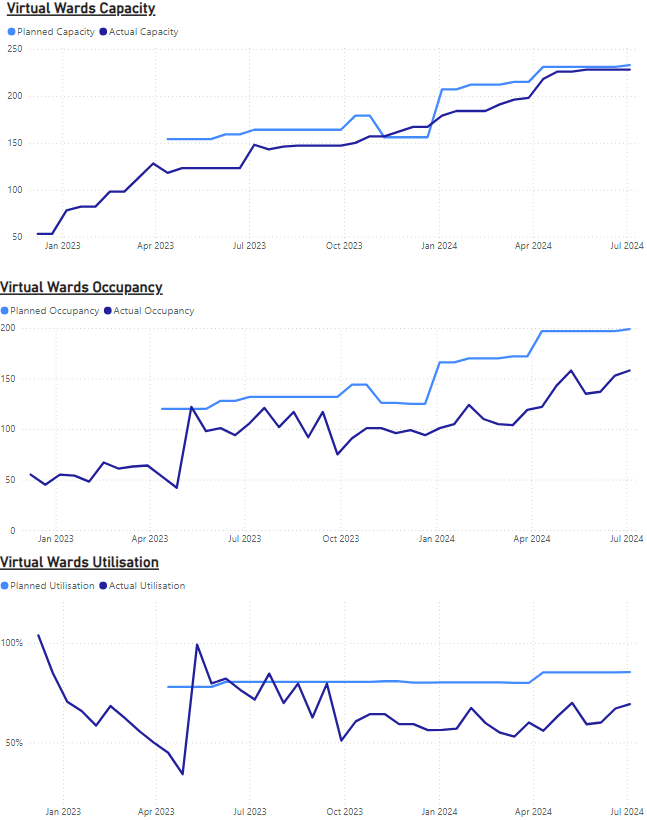 Virtual Wards Capacity
Planned Capacity Actual Capacity
250
200
150
100
50
Jan 2023 Apr 2023 Jul 2023 Oct 2023 Jan 2024 Apr 2024 Jul 2024
Virtual Wards Occupancy
Planned Occupancy Actual Occupancy
200
150
100
50
0
Jan 2023 Apr 2023 Jul 2023 Oct 2023 Jan 2024 Apr 2024 Jul 2024
Virtual Wards Utilisation
Planned Utilisation Actual Utilisation
100%
50%
Jan 2023 Apr 2023 Jul 2023 Oct 2023 Jan 2024 Apr 2024 Jul 2024